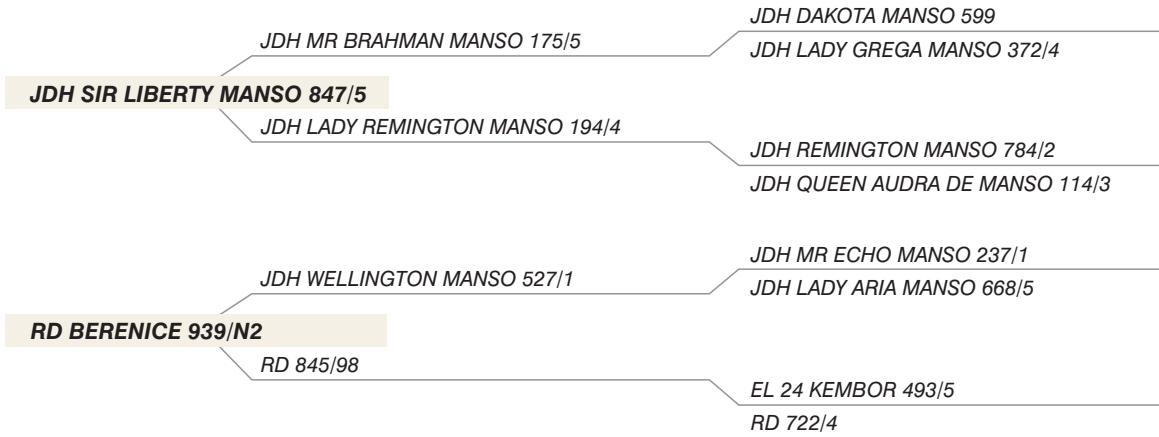 JDH DAKOTA MANSO 599
JDH MR BRAHMAN MANSO 175/5
JDH LADY GREGA MANSO 372/4
JDH SIR LIBERTY MANSO 847/5
JDH LADY REMINGTON MANSO 194/4
JDH REMINGTON MANSO 784/2
JDH QUEEN AUDRA DE MANSO 114/3
JDH MR ECHO MANSO 237/1
JDH WELLINGTON MANSO 527/1
JDH LADY ARIA MANSO 668/5
RD BERENICE 939/N2
RD 845/98
EL 24 KEMBOR 493/5
RD 722/4